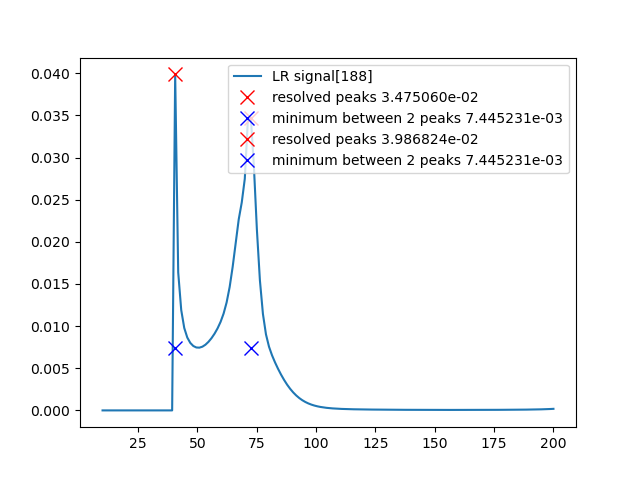 LR signal[188]
resolved peaks 3.475060e-02
minimum between 2 peaks 7.445231e-03
resolved peaks 3.986824e-02
minimum between 2 peaks 7.445231e-03
0.040
0.035
0.030
0.025
0.020
0.015
0.010
0.005
0.000
25 50 75 100 125 150 175 200